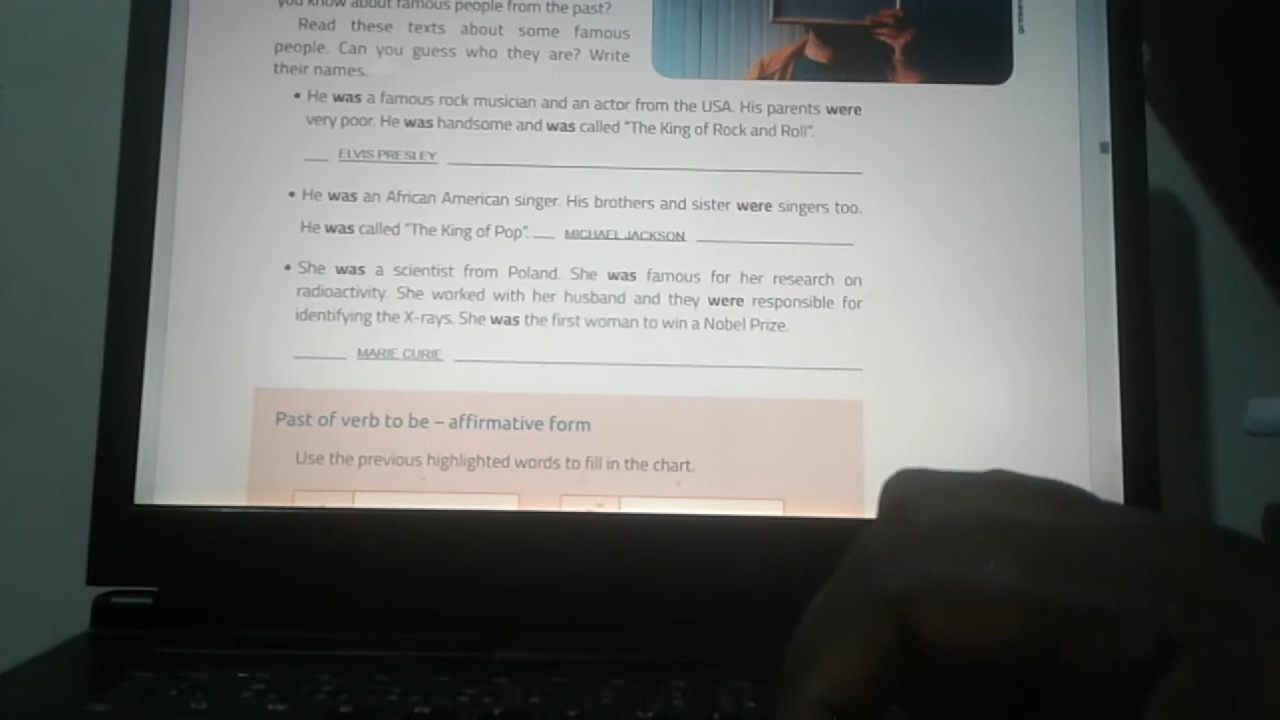 you know about famous people from the past?
Read these texts about some famous
people. Can you guess who they are? Write
their names.
• He was a famous rock musician and an actor from the USA. His parents were
very poor. He was handsome and was called "The King of Rock and Roll".
ELVIS PRESLEY
• He was an African American singer. His brothers and sister were singers too.
He was called "The King of Pop". MICHAEL JACKSON
• She was a scientist from Poland. She was famous for her research on
radioactivity. She worked with her husband and they were responsible for
identifying the X-rays. She was the first woman to win a Nobel Prize.
MARIE CURIE
Past of verb to be – affirmative form
Use the previous highlighted words to fill in the chart.